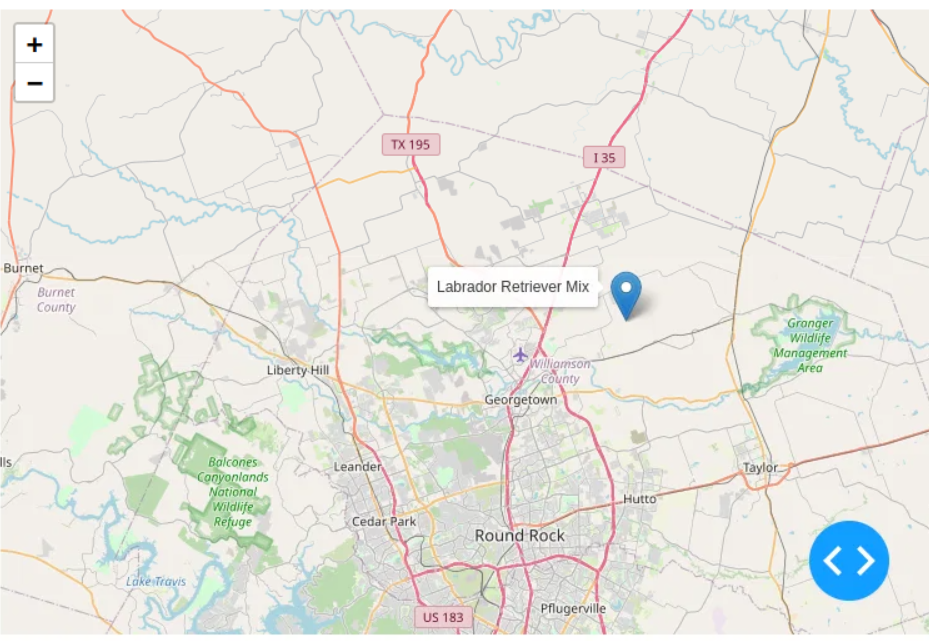 +
−
TX 195
I 35
Burnet
Burnet
County
Labrador Retriever Mix
Granger
Wildlife
Management
Area
Williamson
County
Liberty Hill
Georgetown
lls
Leander
Balcones
Canyonlands
National
Wildlife
Refuge
Taylor
Hutto
Cedar Park
Round Rock
Lake Travis
Pflugerville
US 183